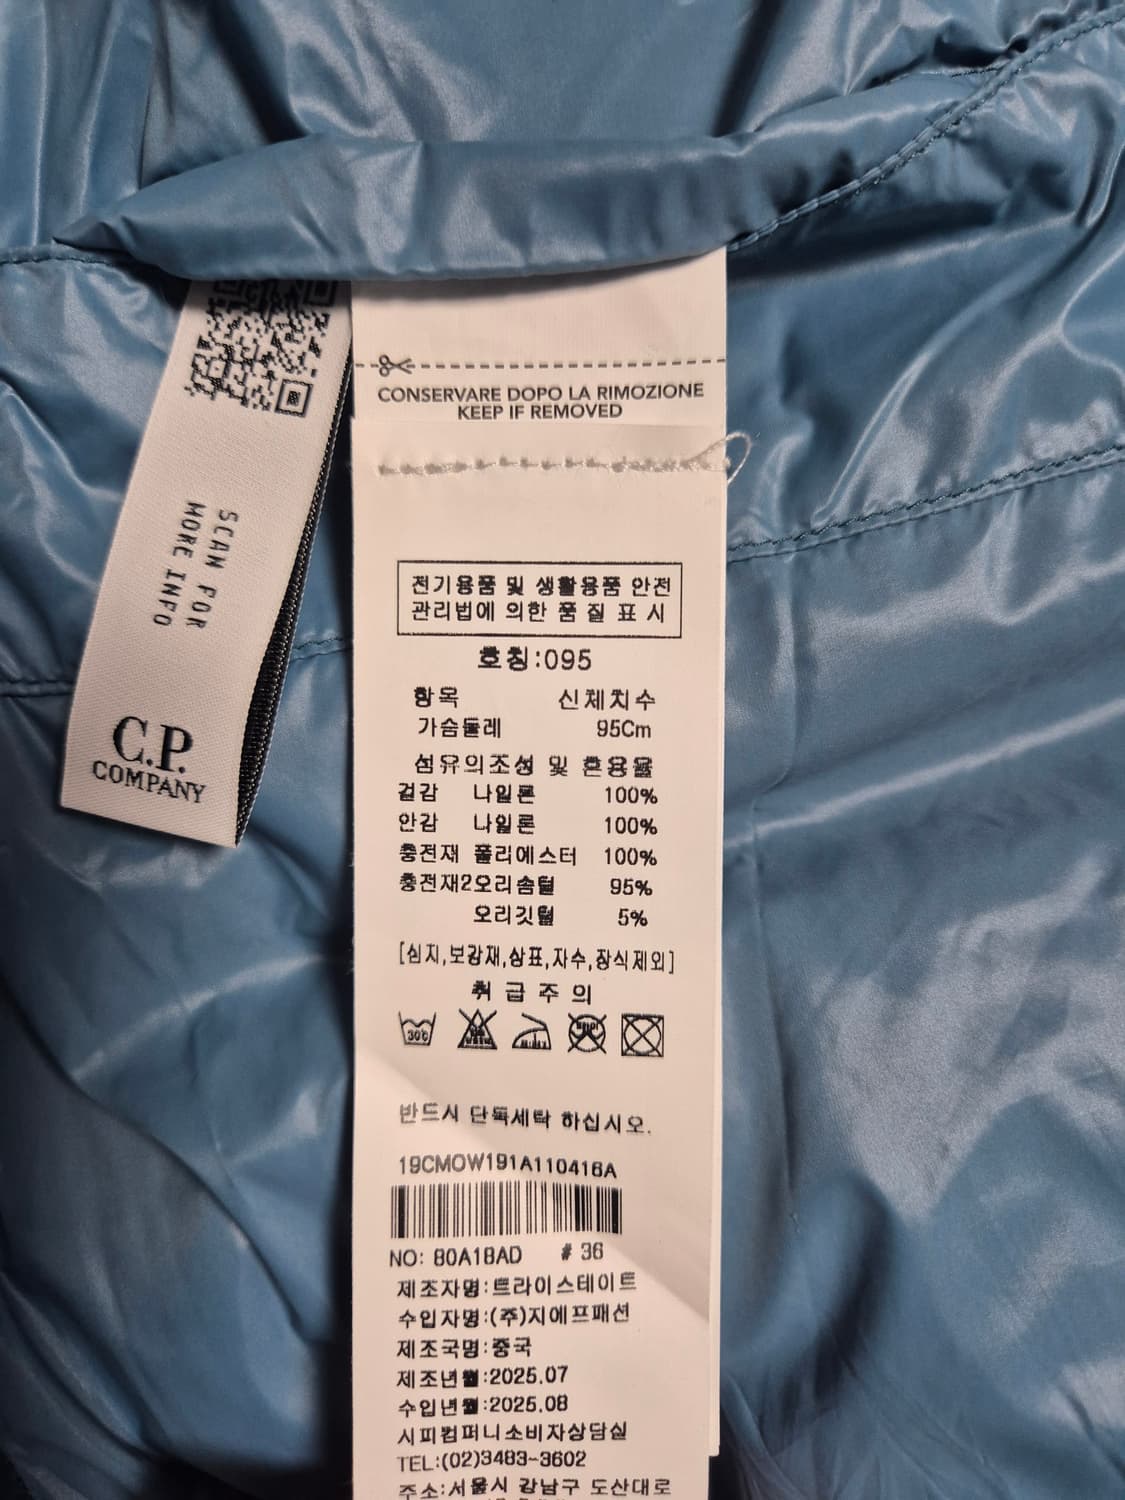 SCAN FOR
MORE INFO
C.P.
COMPANY
CONSERVARE DOPO LA RIMOZIONE
KEEP IF REMOVED
전기용품 및 생활용품 안전
관리법에 의한 품 질 표 시
호칭:095
항목 신체치수
가슴둘레 95Cm
섬유의조성 및 혼용율
겉감 나일론 100%
안감 나일론 100%
충전재 폴리에스터 100%
충전재2오리솜털 95%
오리깃털 5%
[심지,보강재,상표,자수,장식제외]
취 급 주 의
30℃
반드시 단독세탁 하십시오.
19CMOW191A110416A
NO: 80A18AD # 36
제조자명:트라이스테이트
수입자명:(주)지에프패션
제조국명:중국
제조년월:2025.07
수입년월:2025.08
시피컴퍼니소비자상담실
TEL:(02)3483-3602
주소:서울시 강남구 도산대로